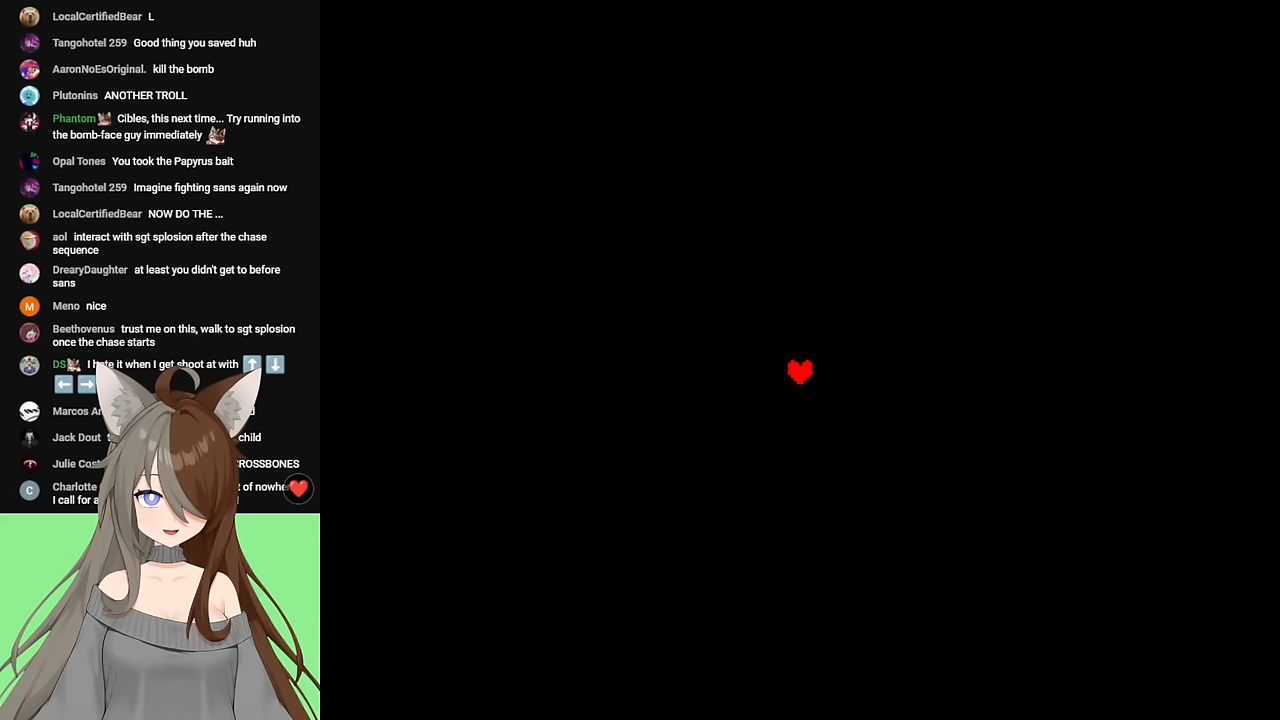 LocalCertifiedBear L
Tangohotel 259 Good thing you saved huh
AaronNoEsOriginal. kill the bomb
Plutonins ANOTHER TROLL
Phantom Cibles, this next time... Try running into
the bomb-face guy immediately
Opal Tones You took the Papyrus bait
Tangohotel 259 Imagine fighting sans again now
LocalCertifiedBear NOW DO THE ...
aol interact with sgt splosion after the chase
sequence
DrearyDaughter at least you didn't get to before
sans
M Meno nice
Beethovenus trust me on this, walk to sgt splosion
once the chase starts
DS I hate it when I get shoot at with ⬆️ ⬇️
⬅️ ➡️
Marcos
Jack Dout child
Julie CROSSBONES
C Charlotte of nowhere
I call for a